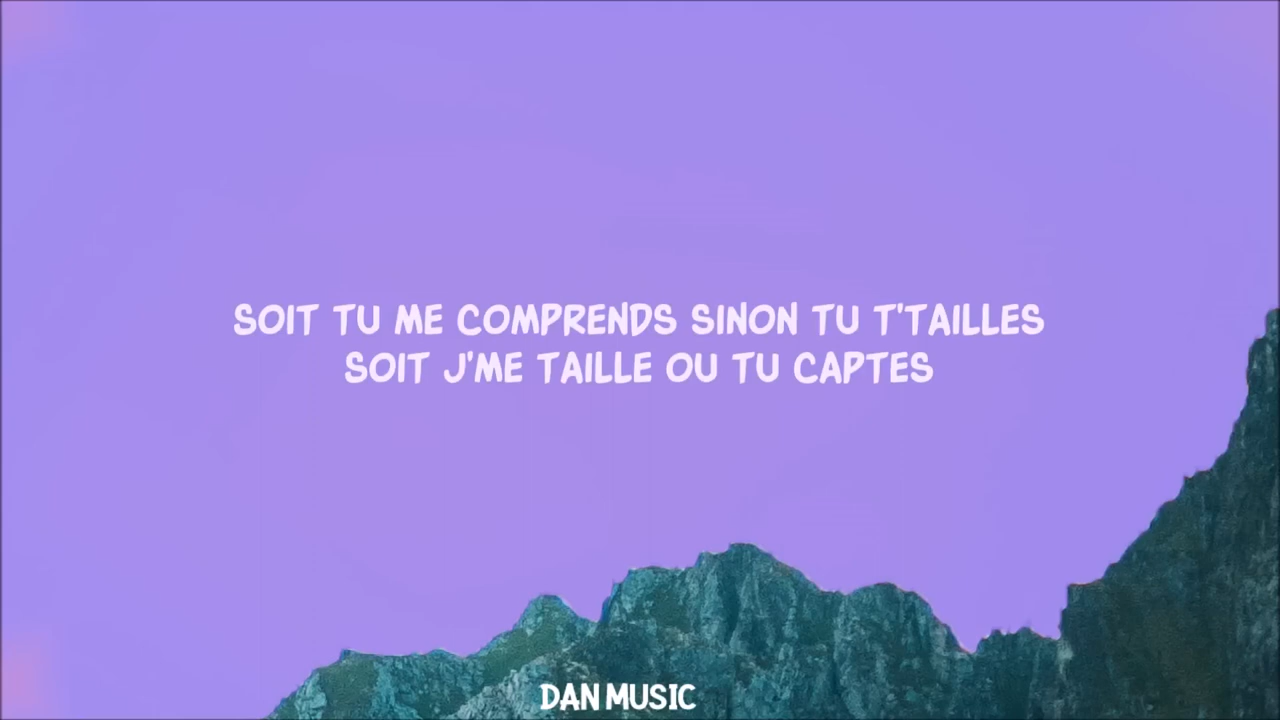 SOIT TU ME COMPRENDS SINON TU T'TAILLES
SOIT J'ME TAILLE OU TU CAPTES
DAN MUSIC